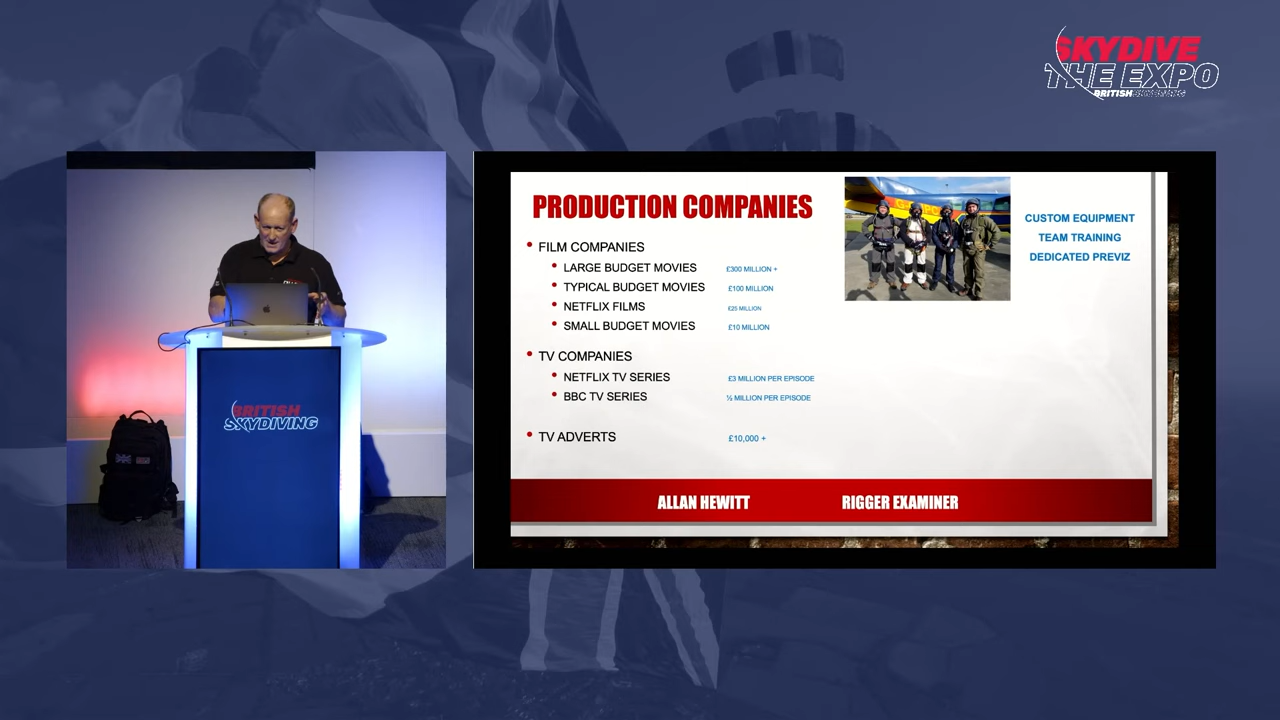 SKYDIVE
THE EXPO
BRITISH SKYDIVING
BRITISH
SKYDIVING
PRODUCTION COMPANIES
CUSTOM EQUIPMENT
TEAM TRAINING
DEDICATED PREVIZ
• FILM COMPANIES
• LARGE BUDGET MOVIES £300 MILLION +
• TYPICAL BUDGET MOVIES £100 MILLION
• NETFLIX FILMS £25 MILLION
• SMALL BUDGET MOVIES £10 MILLION
• TV COMPANIES
• NETFLIX TV SERIES £3 MILLION PER EPISODE
• BBC TV SERIES ½ MILLION PER EPISODE
• TV ADVERTS £10,000 +
ALLAN HEWITT RIGGER EXAMINER